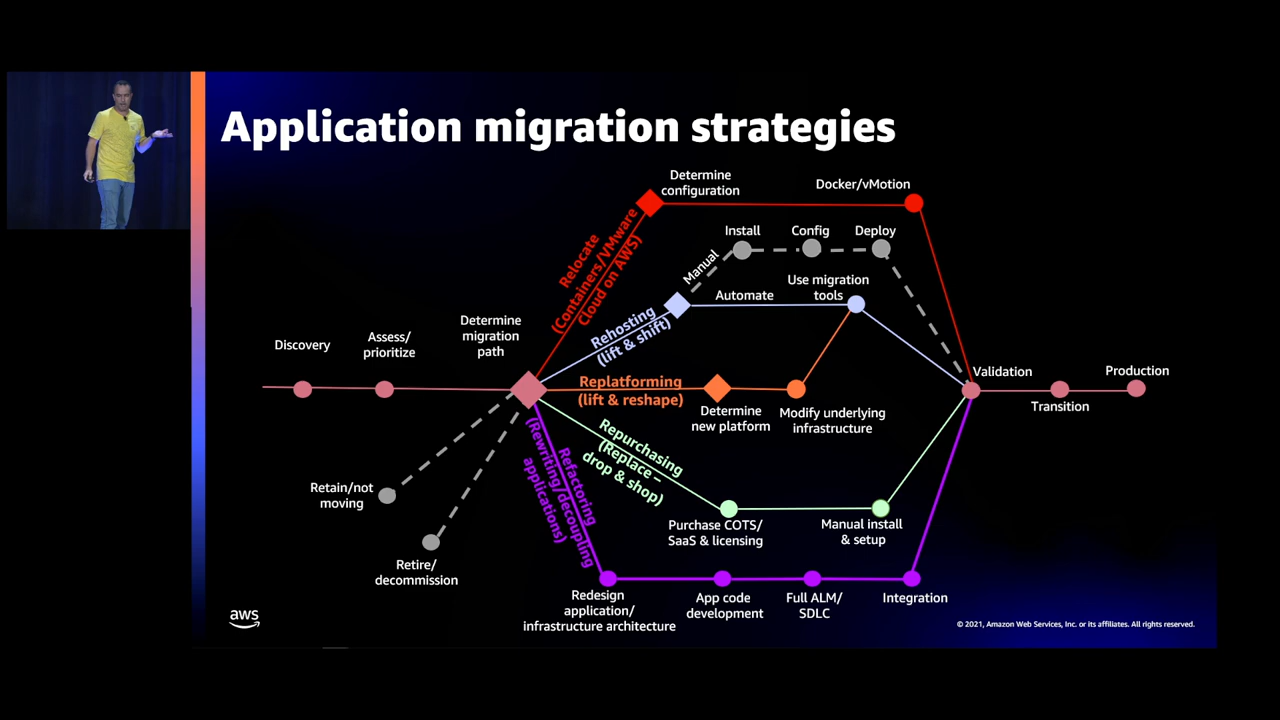 Application migration strategies
Determine
configuration
Docker/vMotion
Relocate
(Containers/VMware
Cloud on AWS)
Install
Config
Deploy
Manual
Automate
Use migration
tools
Rehosting
(lift & shift)
Discovery
Assess/
prioritize
Determine
migration
path
Replatforming
(lift & reshape)
Determine
new platform
Modify underlying
infrastructure
Validation
Transition
Production
Repurchasing
(Replace –
drop & shop)
Purchase COTS/
SaaS & licensing
Manual install
& setup
Refactoring
(Rewriting/decoupling
applications)
Retain/not
moving
Retire/
decommission
Redesign
application/
infrastructure architecture
App code
development
Full ALM/
SDLC
Integration
aws
© 2021, Amazon Web Services, Inc. or its affiliates. All rights reserved.